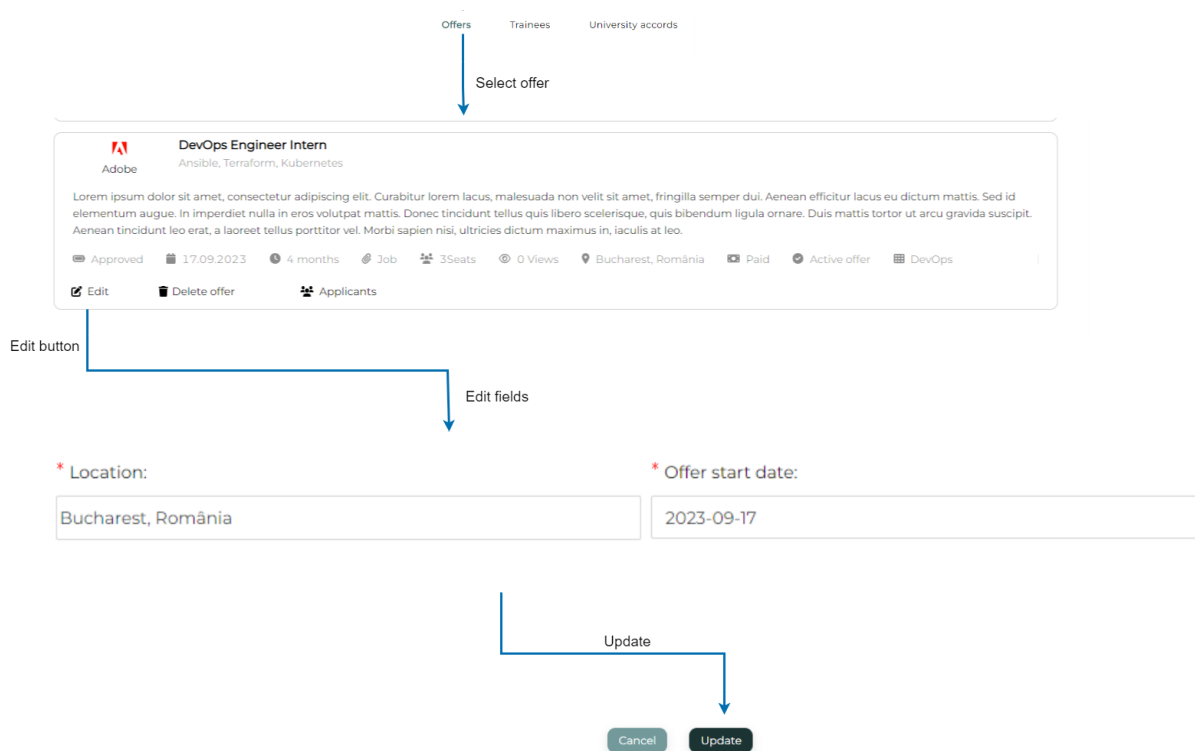 Offers Trainees University accords
Select offer
DevOps Engineer Intern
Adobe
Ansible, Terraform, Kubernetes
Lorem ipsum dolor sit amet, consectetur adipiscing elit. Curabitur lorem lacus, malesuada non velit sit amet, fringilla semper dui. Aenean efficitur lacus eu dictum mattis. Sed id
elementum augue. In imperdiet nulla in eros volutpat mattis. Donec tincidunt tellus quis libero scelerisque, quis bibendum ligula ornare. Duis mattis tortor ut arcu gravida suscipit.
Aenean tincidunt leo erat, a laoreet tellus porttitor vel. Morbi sapien nisi, ultricies dictum maximus in, iaculis at leo.
Approved 17.09.2023 4 months Job 3Seats 0 Views Bucharest, România Paid Active offer DevOps
Edit Delete offer Applicants
Edit button
Edit fields
* Location: * Offer start date:
Bucharest, România 2023-09-17
Update
Cancel Update